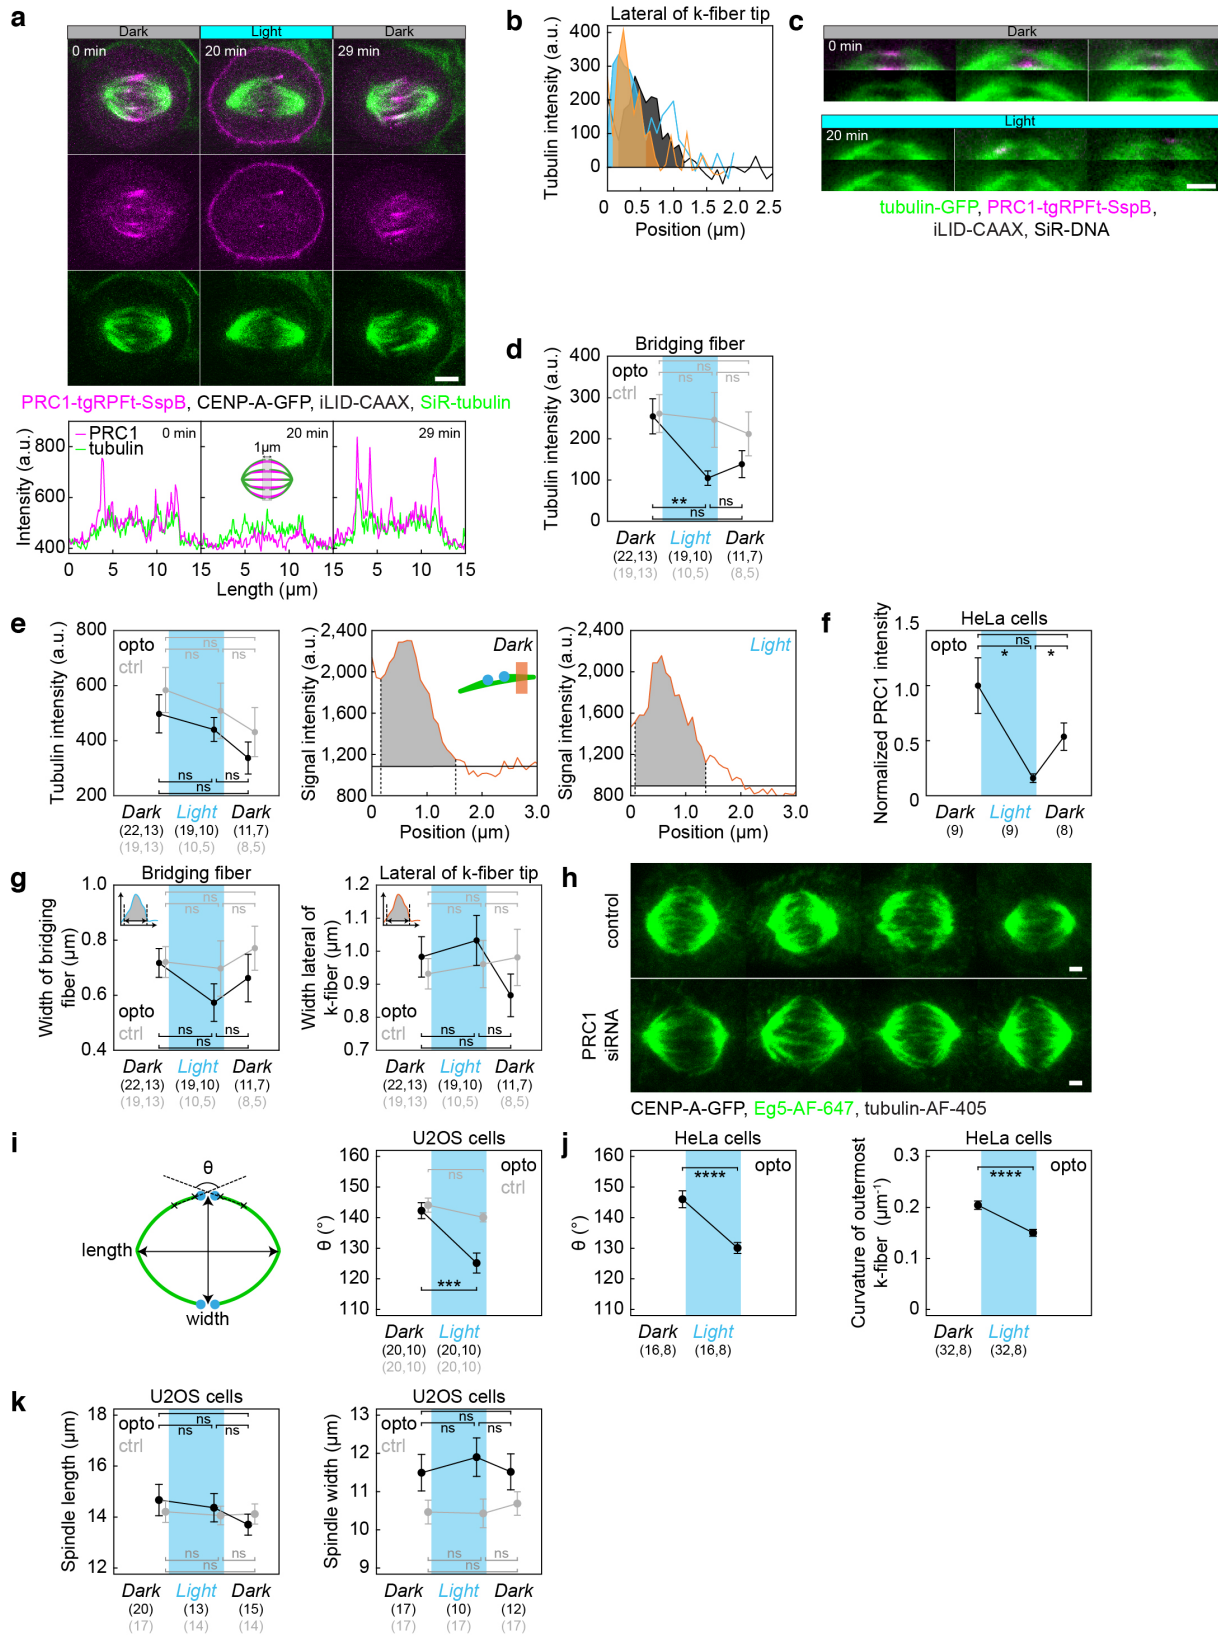 a
Dark Light Dark
0 min 20 min 29 min
PRC1-tgRPFt-SspB, CENP-A-GFP, iLID-CAAX, SiR-tubulin
Intensity (a.u.)
800
600
400
PRC1
tubulin
0 min
20 min
29 min
1µm
0 5 10 15 5 10 15 5 10 15
Length (µm)
b
Lateral of k-fiber tip
Tubulin intensity (a.u.)
400
300
200
100
0
0 0.5 1.0 1.5 2.0 2.5
Position (µm)
c
Dark
0 min
Light
20 min
tubulin-GFP, PRC1-tgRPFt-SspB,
iLID-CAAX, SiR-DNA
d
Bridging fiber
Tubulin intensity (a.u.)
400
300
200
100
0
opto
ctrl
ns
ns ns
** ns
ns
Dark Light Dark
(22,13) (19,10) (11,7)
(19,13) (10,5) (8,5)
e
Tubulin intensity (a.u.)
800
600
400
200
opto
ctrl
ns
ns ns
ns ns
ns
Dark Light Dark
(22,13) (19,10) (11,7)
(19,13) (10,5) (8,5)
Signal intensity (a.u.)
2,400
2,000
1,600
1,200
800
Dark
0 1.0 2.0 3.0
Position (µm)
Signal intensity (a.u.)
2,400
2,000
1,600
1,200
800
Light
0 1.0 2.0 3.0
Position (µm)
f
HeLa cells
Normalized PRC1 intensity
1.5
1.0
0.5
0
opto
ns
* *
Dark Light Dark
(9) (9) (8)
g
Bridging fiber
Width of bridging
fiber (µm)
1.0
0.8
0.6
0.4
ns
ns ns
opto
ctrl
ns ns
ns
Dark Light Dark
(22,13) (19,10) (11,7)
(19,13) (10,5) (8,5)
Lateral of k-fiber tip
Width lateral of
k-fiber (µm)
1.2
1.1
1.0
0.9
0.8
0.7
ns
ns ns
opto
ctrl
ns ns
ns
Dark Light Dark
(22,13) (19,10) (11,7)
(19,13) (10,5) (8,5)
h
control
PRC1
siRNA
CENP-A-GFP, Eg5-AF-647, tubulin-AF-405
i
θ
length
width
U2OS cells
θ (°)
160
150
140
130
120
110
opto
ctrl
ns
***
Dark Light
(20,10) (20,10)
(20,10) (20,10)
j
HeLa cells
θ (°)
160
150
140
130
120
110
opto
****
Dark Light
(16,8) (16,8)
HeLa cells
Curvature of outermost
k-fiber (µm⁻¹)
0.3
0.2
0.1
0
opto
****
Dark Light
(32,8) (32,8)
k
U2OS cells
Spindle length (µm)
18
16
14
12
opto
ctrl
ns
ns ns
ns ns
ns
Dark Light Dark
(20) (13) (15)
(17) (14) (14)
U2OS cells
Spindle width (µm)
13
12
11
10
9
opto
ctrl
ns
ns ns
ns ns
ns
Dark Light Dark
(17) (10) (12)
(17) (17) (17)